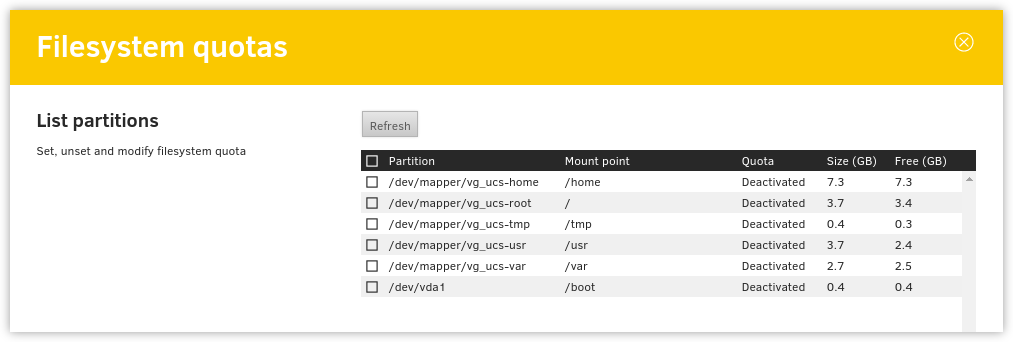 Filesystem quotas
List partitions
Set, unset and modify filesystem quota
Refresh
Partition Mount point Quota Size (GB) Free (GB)
/dev/mapper/vg_ucs-home /home Deactivated 7.3 7.3
/dev/mapper/vg_ucs-root / Deactivated 3.7 3.4
/dev/mapper/vg_ucs-tmp /tmp Deactivated 0.4 0.3
/dev/mapper/vg_ucs-usr /usr Deactivated 3.7 2.4
/dev/mapper/vg_ucs-var /var Deactivated 2.7 2.5
/dev/vda1 /boot Deactivated 0.4 0.4